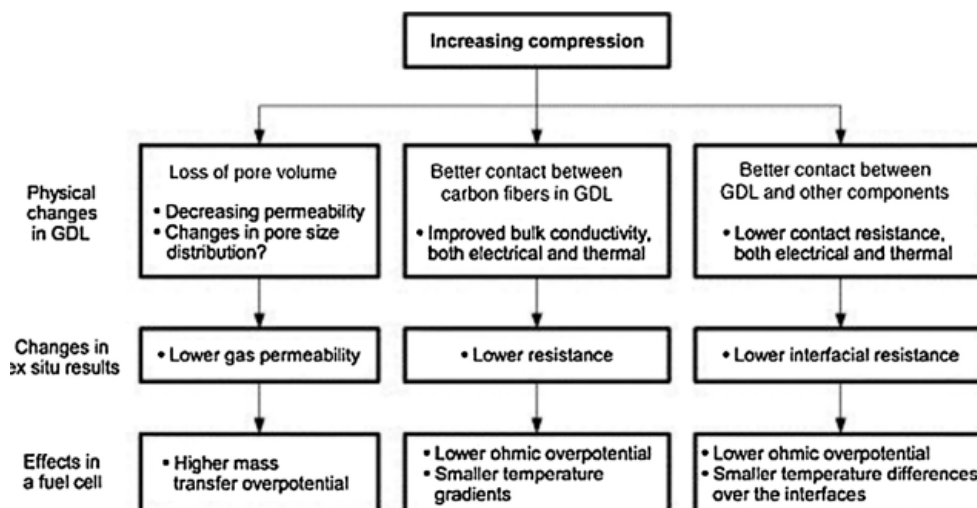 Increasing compression
Physical
changes
in GDL
Loss of pore volume
• Decreasing permeability
• Changes in pore size
distribution?
Better contact between
carbon fibers in GDL
• Improved bulk conductivity,
both electrical and thermal
Better contact between
GDL and other components
• Lower contact resistance,
both electrical and thermal
Changes in
ex situ results
• Lower gas permeability
• Lower resistance
• Lower interfacial resistance
Effects in
a fuel cell
• Higher mass
transfer overpotential
• Lower ohmic overpotential
• Smaller temperature
gradients
• Lower ohmic overpotential
• Smaller temperature differences
over the interfaces